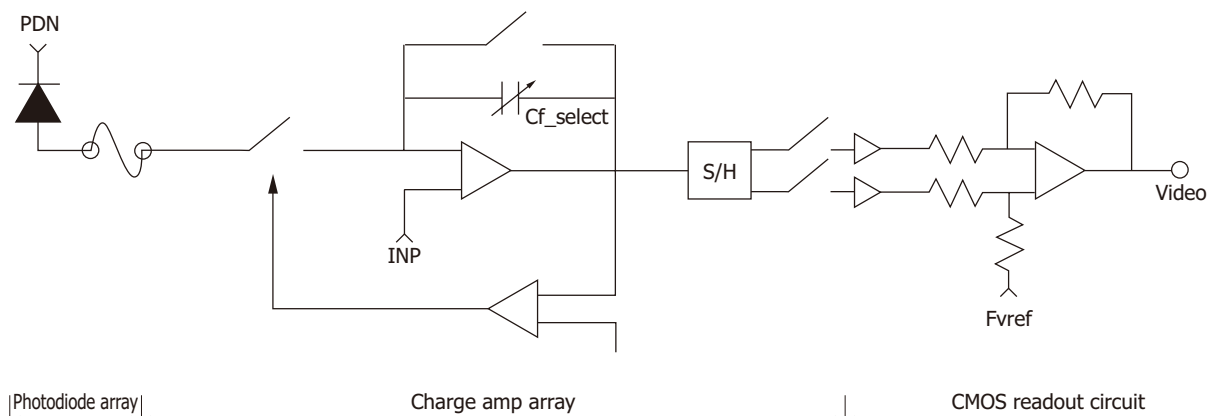 PDN
Cf_select
S/H
Video
INP
Fvref
Photodiode array
Charge amp array
CMOS readout circuit